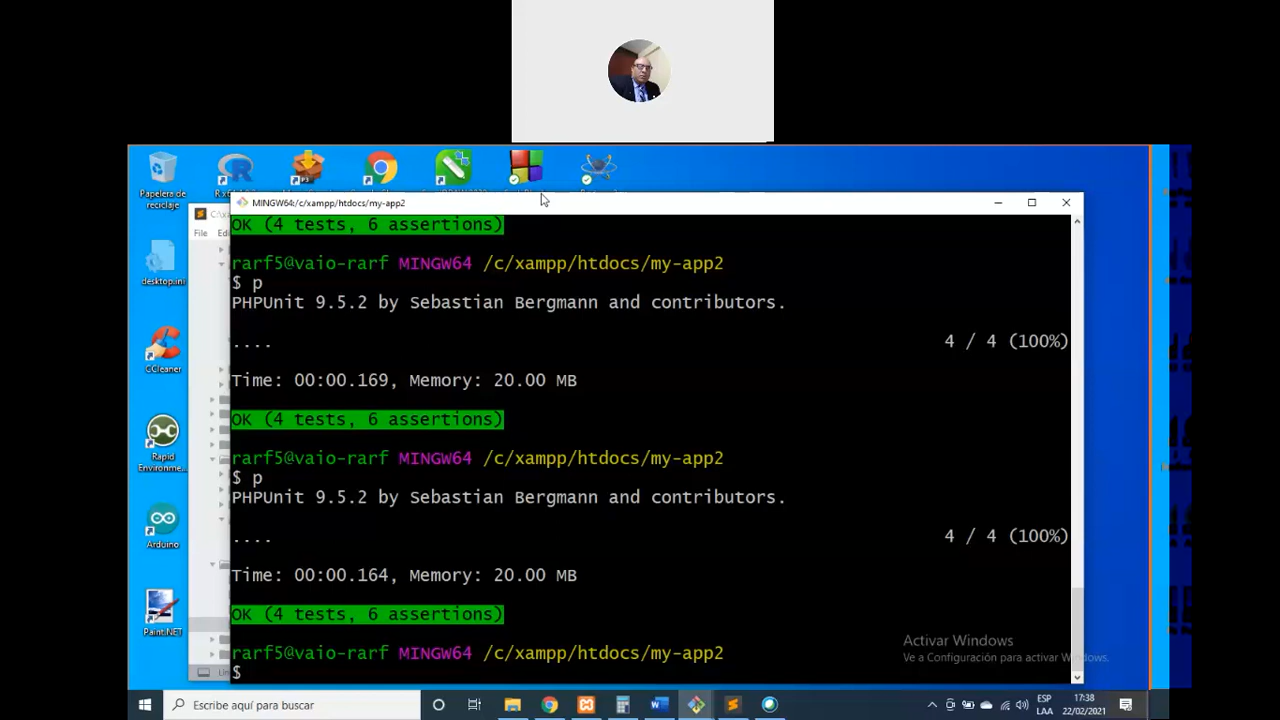 Papelera de
reciclaje
desktop.ini
CCleaner
Rapid
Environme...
Arduino
Paint.NET
File
MINGW64:/c/xampp/htdocs/my-app2
OK (4 tests, 6 assertions)
rarf5@vaio-rarf MINGW64 /c/xampp/htdocs/my-app2
$ p
PHPUnit 9.5.2 by Sebastian Bergmann and contributors.
.... 4 / 4 (100%)
Time: 00:00.169, Memory: 20.00 MB
OK (4 tests, 6 assertions)
rarf5@vaio-rarf MINGW64 /c/xampp/htdocs/my-app2
$ p
PHPUnit 9.5.2 by Sebastian Bergmann and contributors.
.... 4 / 4 (100%)
Time: 00:00.164, Memory: 20.00 MB
OK (4 tests, 6 assertions)
rarf5@vaio-rarf MINGW64 /c/xampp/htdocs/my-app2
$
Activar Windows
Ve a Configuración para activar Windows.
Escribe aquí para buscar
ESP
LAA
17:38
22/02/2021